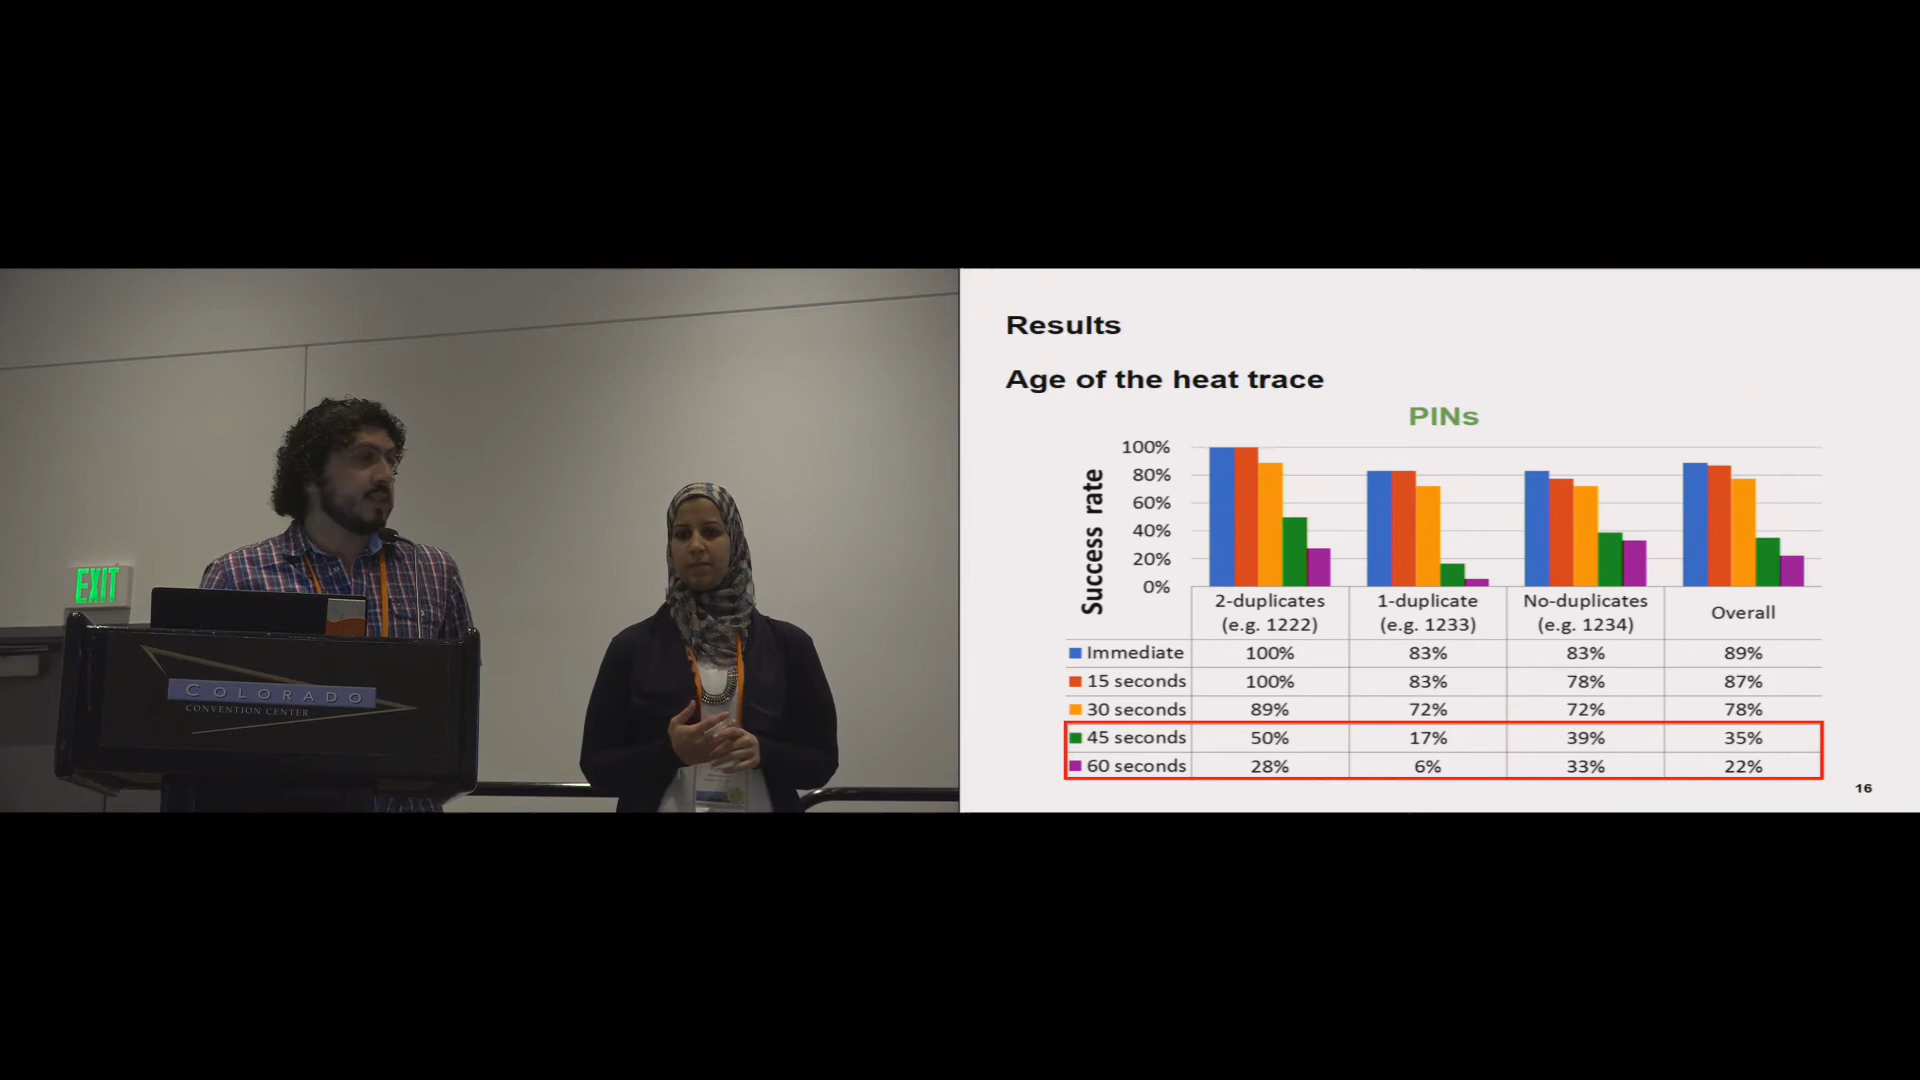 EXIT
COLORADO
CONVENTION CENTER
Results
Age of the heat trace
PINs
Success rate
100%
80%
60%
40%
20%
0%
2-duplicates (e.g. 1222) 1-duplicate (e.g. 1233) No-duplicates (e.g. 1234) Overall
Immediate 100% 83% 83% 89%
15 seconds 100% 83% 78% 87%
30 seconds 89% 72% 72% 78%
45 seconds 50% 17% 39% 35%
60 seconds 28% 6% 33% 22%
16